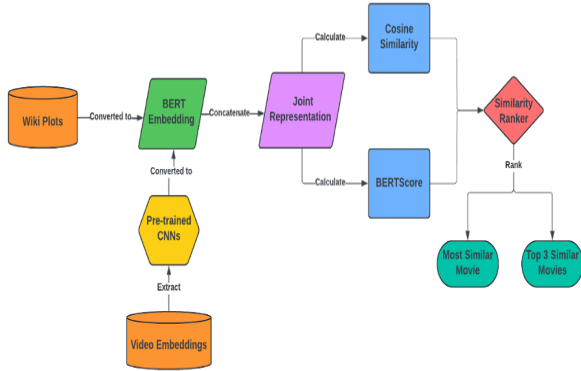 Wiki Plots
Converted to
BERT
Embedding
Concatenate
Joint
Representation
Calculate
Cosine
Similarity
Calculate
BERTScore
Similarity
Ranker
Rank
Most Similar
Movie
Top 3 Similar
Movies
Converted to
Pre-trained
CNNs
Extract
Video Embeddings